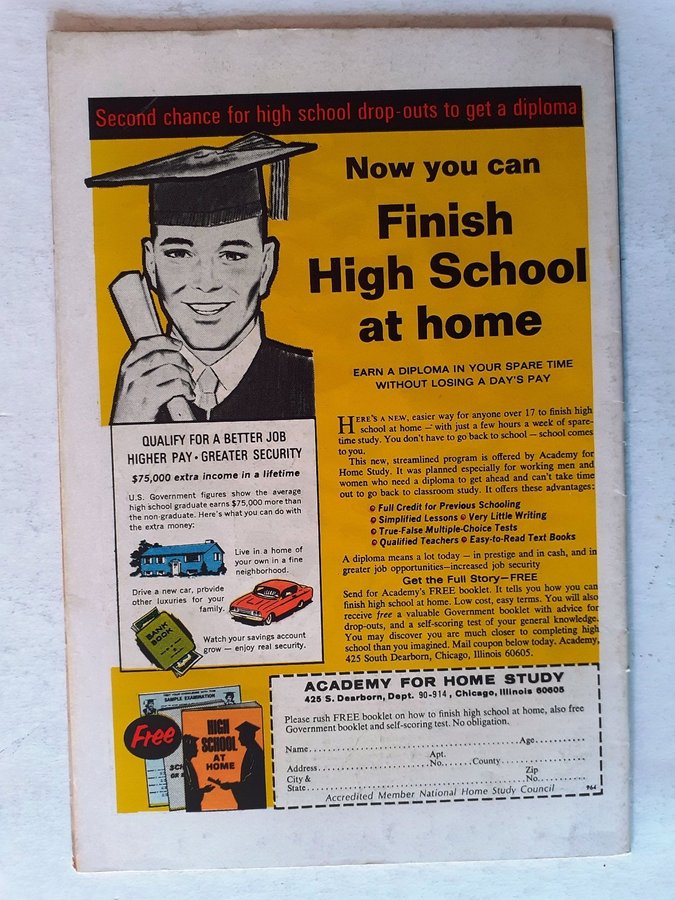 Second chance for high school drop-outs to get a diploma
Now you can
Finish
High School
at home
EARN A DIPLOMA IN YOUR SPARE TIME
WITHOUT LOSING A DAY'S PAY
HERE'S A NEW, easier way for anyone over 17 to finish high
school at home — with just a few hours a week of spare-
time study. You don't have to go back to school — school comes
to you.
This new, streamlined program is offered by Academy for
Home Study. It was planned especially for working men and
women who need a diploma to get ahead and can't take time
out to go back to classroom study. It offers these advantages:
Full Credit for Previous Schooling
Simplified Lessons • Very Little Writing
True-False Multiple-Choice Tests
Qualified Teachers • Easy-to-Read Text Books
A diploma means a lot today — in prestige and in cash, and in
greater job opportunities—increased job security
Get the Full Story—FREE
Send for Academy's FREE booklet. It tells you how you can
finish high school at home. Low cost, easy terms. You will also
receive free a valuable Government booklet with advice for
drop-outs, and a self-scoring test of your general knowledge.
You may discover you are much closer to completing high
school than you imagined. Mail coupon below today. Academy,
425 South Dearborn, Chicago, Illinois 60605.
QUALIFY FOR A BETTER JOB
HIGHER PAY • GREATER SECURITY
$75,000 extra income in a lifetime
U.S. Government figures show the average
high school graduate earns $75,000 more than
the non-graduate. Here's what you can do with
the extra money:
Live in a home of
your own in a fine
neighborhood.
Drive a new car, provide
other luxuries for your
family.
BANK
BOOK
Watch your savings account
grow — enjoy real security.
SAMPLE EXAMINATION
Free
HIGH
SCHOOL
AT
HOME
ACADEMY FOR HOME STUDY
425 S. Dearborn, Dept. 90-914, Chicago, Illinois 60605
Please rush FREE booklet on how to finish high school at home, also free
Government booklet and self-scoring test. No obligation.
Name Age
Apt.
Address No. County
City & Zip
State No.
Accredited Member National Home Study Council 964